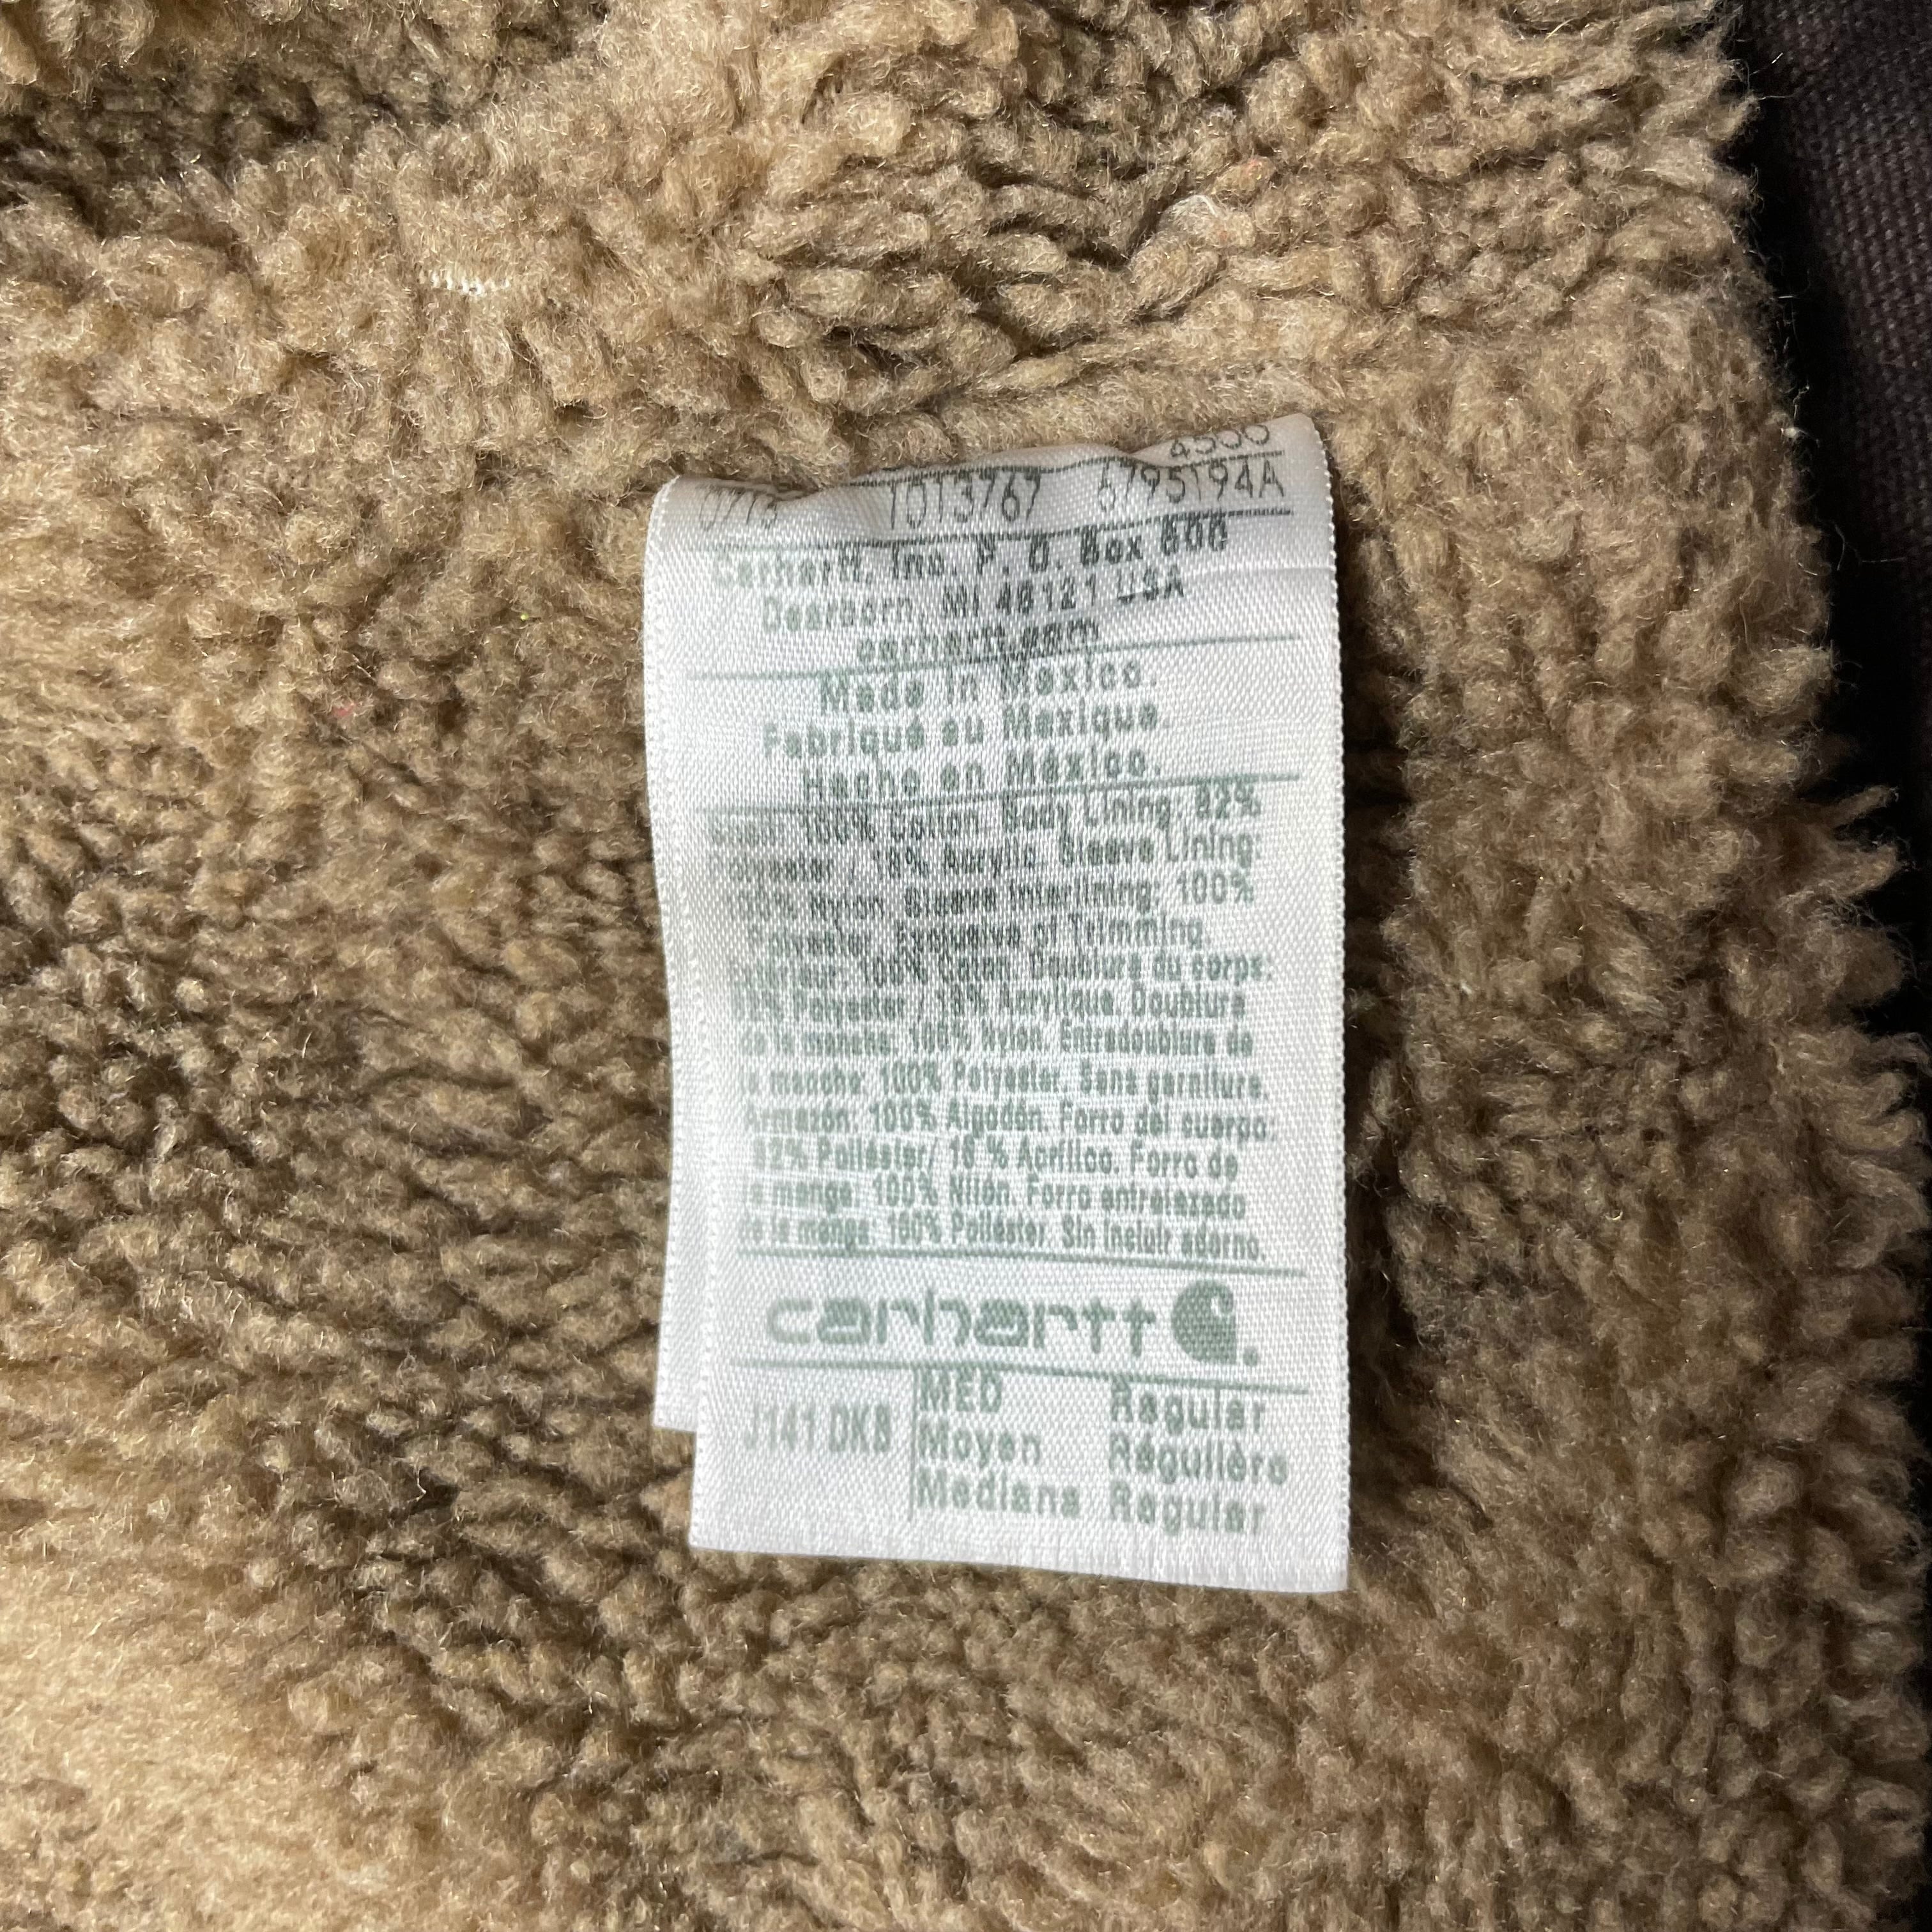 1013767 6795194A
Carhartt, Inc. P. O. Box 600
Dearborn, MI 48121 USA
carhartt.com
Made in Mexico.
Fabriqué au Mexique.
Hecho en México.
100% Cotton. Body Lining: 82%
Polyester / 18% Acrylic. Sleeve Lining
100% Nylon. Sleeve Interlining: 100%
Polyester. Exclusive of Trimming.
100% Coton. Doublure du corps:
82% Polyester / 18% Acrylique. Doublure
de la manche: 100% Nylon. Entredoublure de
la manche: 100% Polyester. Sans garniture.
Armazón: 100% Algodón. Forro del cuerpo:
82% Poliéster/ 18 % Acrílico. Forro de
la manga: 100% Nilón. Forro entrelazado
de la manga: 100% Poliéster. Sin incluir adorno.
carhartt
J141 DKB MED Regular
Moyen Régulière
Mediana Regular